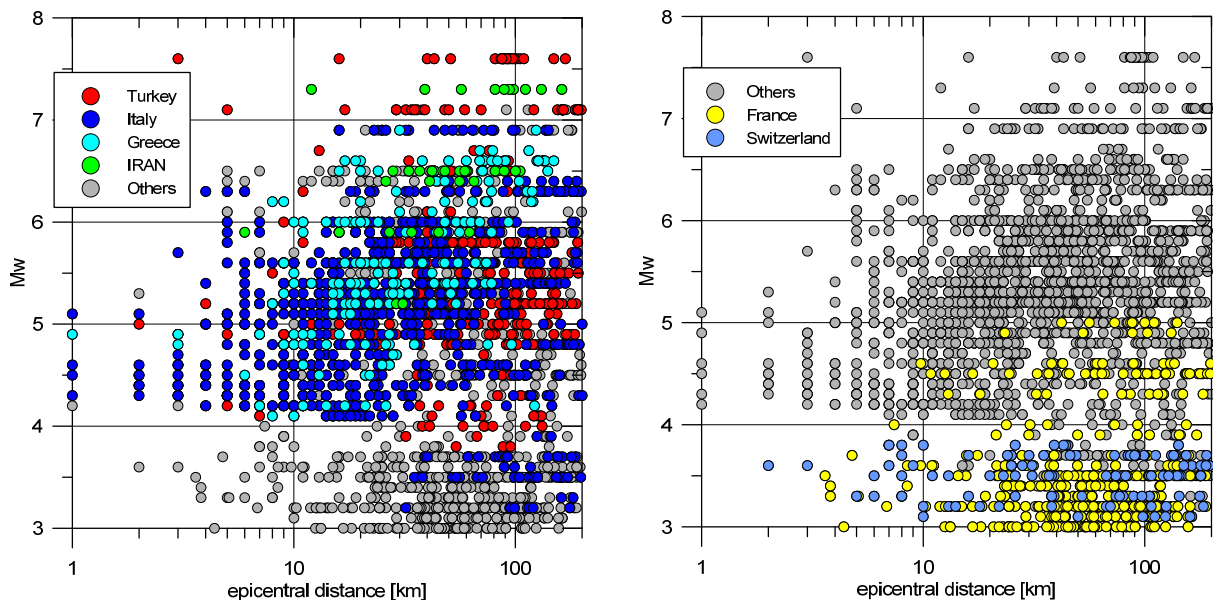 8
7
6
5
4
3
Mw
Turkey
Italy
Greece
IRAN
Others
1
10
100
epicentral distance [km]
8
7
6
5
4
3
Mw
Others
France
Switzerland
1
10
100
epicentral distance [km]